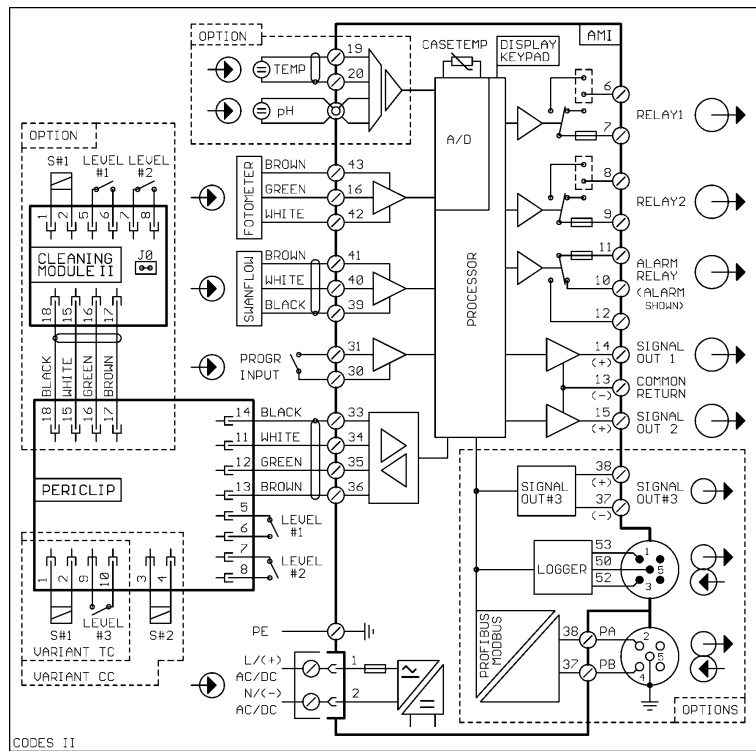 OPTION
19
TEMP
20
pH
CASETEMP
DISPLAY
KEYPAD
AMI
A/D
PROCESSOR
6
RELAY1
7
8
RELAY2
9
11
ALARM
RELAY
10
(ALARM
SHOWN)
12
14
(+)
SIGNAL
OUT 1
13
(-)
COMMON
RETURN
15
(+)
SIGNAL
OUT 2
OPTION
S#1
LEVEL
#1
LEVEL
#2
1
2
5
6
7
8
CLEANING
MODULE II
J0
18
15
16
17
BLACK
WHITE
GREEN
BROWN
18
15
16
17
FOTOMETER
BROWN
43
GREEN
16
WHITE
42
SWANFLOW
BROWN
41
WHITE
40
BLACK
39
PROGR
INPUT
31
30
14
BLACK
33
11
WHITE
34
12
GREEN
35
13
BROWN
36
PERICLIP
5
LEVEL
#1
6
7
LEVEL
#2
8
1
2
9
10
3
4
S#1
LEVEL
#3
S#2
VARIANT TC
VARIANT CC
PE
L/(+)
AC/DC
1
N/(-)
AC/DC
2
SIGNAL
OUT#3
38
(+)
37
(-)
SIGNAL
OUT#3
LOGGER
53
50
52
1
5
3
PROFIBUS
MODBUS
38
PA
37
PB
2
5
4
OPTIONS
CODES II